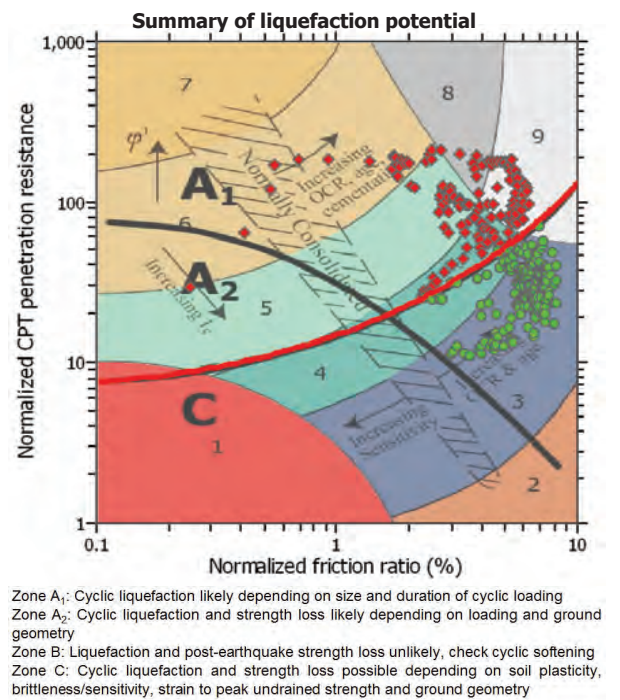 Summary of liquefaction potential
1,000
7
8
9
φ'
Increasing
OCR, age
cementation
Normally Consolidated
A1
100
6
A2
Increasing Ic
5
10
4
Increasing
OCR & age
3
C
Increasing
Sensitivity
1
2
1
0.1
1
10
Normalized CPT penetration resistance
Normalized friction ratio (%)
Zone A1: Cyclic liquefaction likely depending on size and duration of cyclic loading
Zone A2: Cyclic liquefaction and strength loss likely depending on loading and ground
geometry
Zone B: Liquefaction and post-earthquake strength loss unlikely, check cyclic softening
Zone C: Cyclic liquefaction and strength loss possible depending on soil plasticity,
brittleness/sensitivity, strain to peak undrained strength and ground geometry